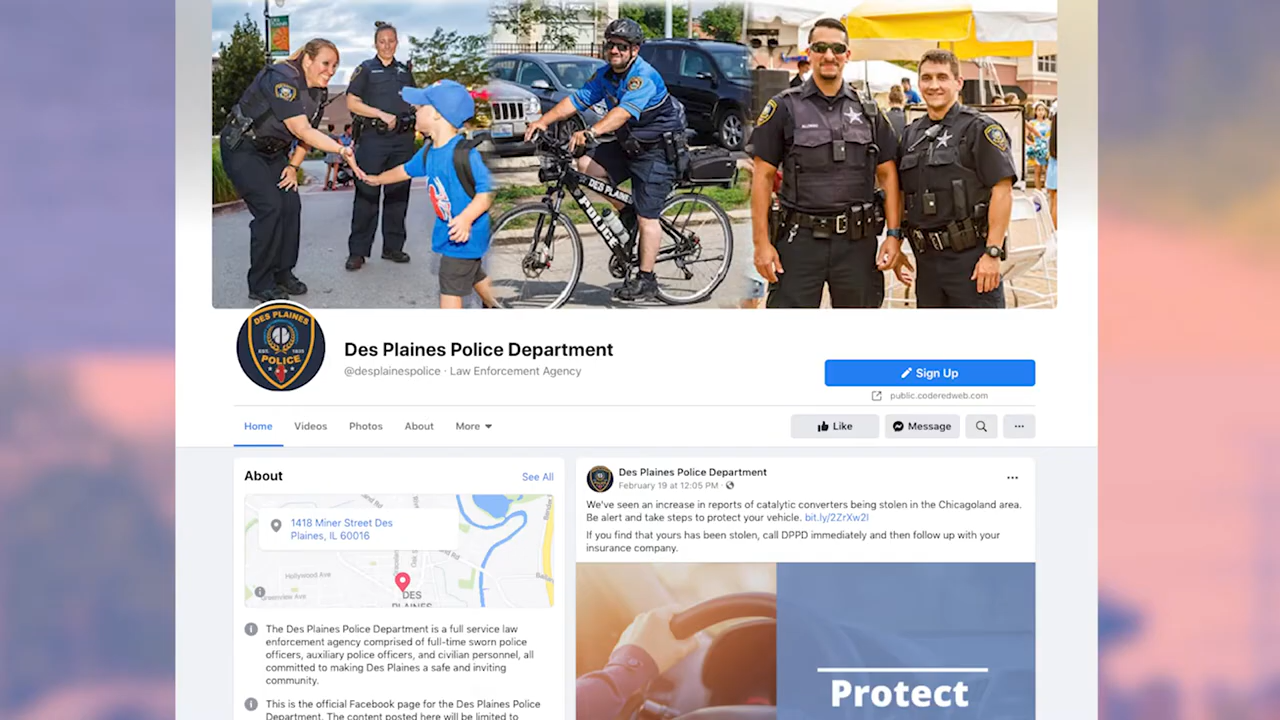 DES PLAINES
POLICE
DES PLAINES
EST. 1835
POLICE
Des Plaines Police Department
@desplainespolice · Law Enforcement Agency
Sign Up
public.coderedweb.com
Home Videos Photos About More
Like Message
About
See All
1418 Miner Street Des
Plaines, IL 60016
Hollywood Ave
Greenview Ave
DES
PLAINES
The Des Plaines Police Department is a full service law
enforcement agency comprised of full-time sworn police
officers, auxiliary police officers, and civilian personnel, all
committed to making Des Plaines a safe and inviting
community.
This is the official Facebook page for the Des Plaines Police
Department. The content posted here will be limited to
Des Plaines Police Department
February 19 at 12:05 PM ·
We've seen an increase in reports of catalytic converters being stolen in the Chicagoland area.
Be alert and take steps to protect your vehicle. bit.ly/2ZrXw2I
If you find that yours has been stolen, call DPPD immediately and then follow up with your
insurance company.
Protect